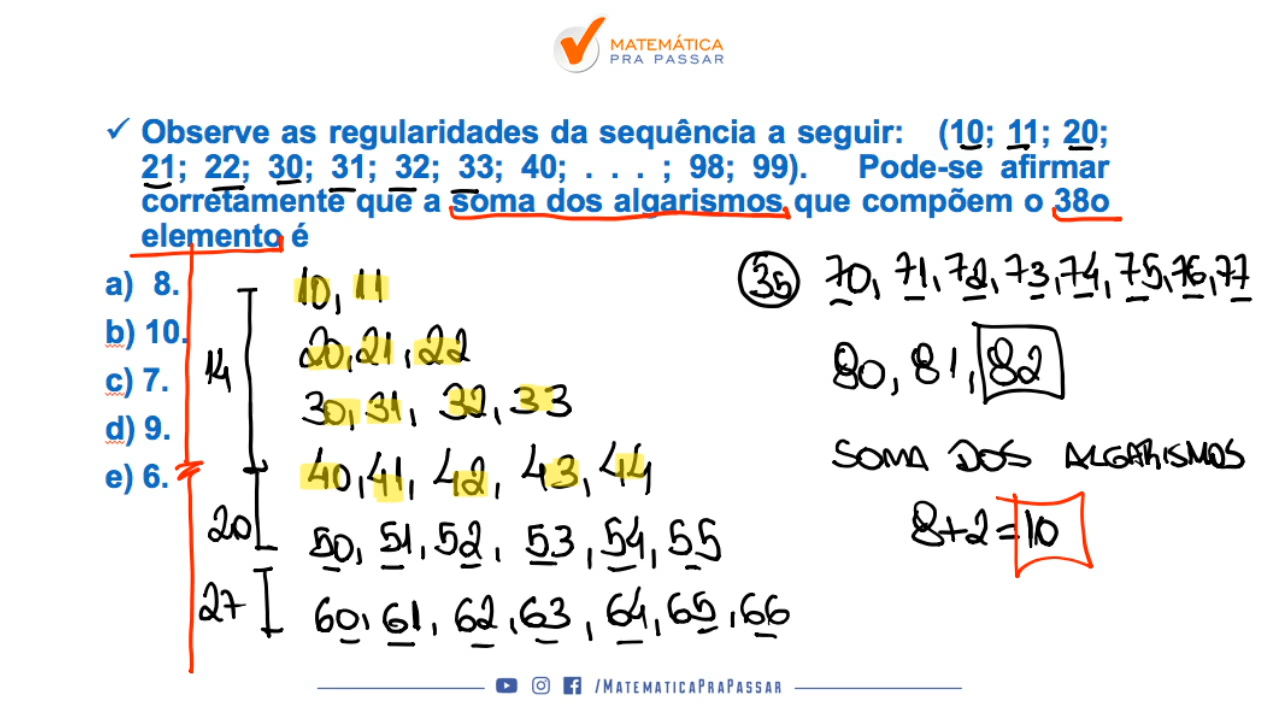 MATEMÁTICA
PRA PASSAR
✓ Observe as regularidades da sequência a seguir: (10; 11; 20;
21; 22; 30; 31; 32; 33; 40; . . . ; 98; 99). Pode-se afirmar
corretamente que a soma dos algarismos que compõem o 38o
elemento é
a) 8.
b) 10.
c) 7.
d) 9.
e) 6.
14
20
27
10, 11
20, 21, 22
30, 31, 32, 33
40, 41, 42, 43, 44
50, 51, 52, 53, 54, 55
60, 61, 62, 63, 64, 65, 66
35 70, 71, 72, 73, 74, 75, 76, 77
80, 81, 82
SOMA DOS ALGARISMOS
8+2=10
/MATEMATICAPRAPASSAR